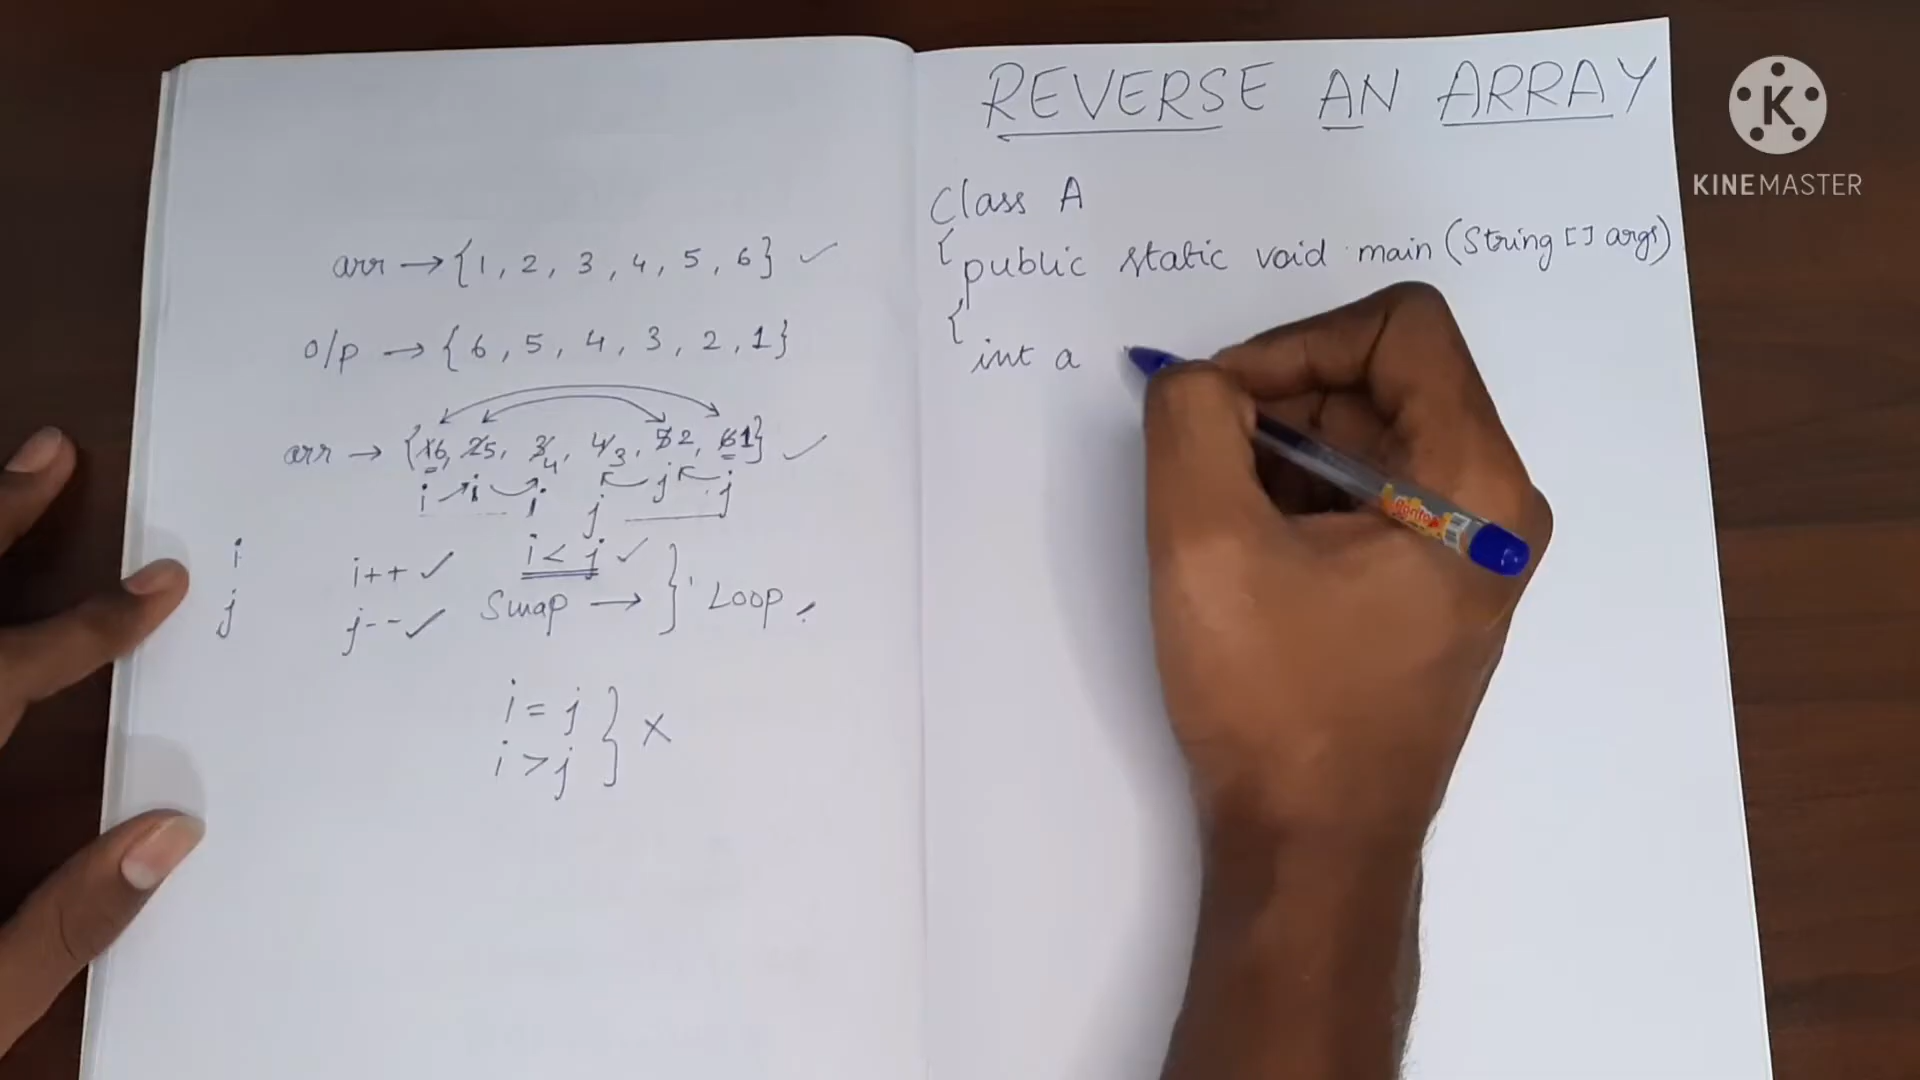 REVERSE AN ARRAY
K
KINEMASTER
arr → {1, 2, 3, 4, 5, 6} ✓
o/p → {6, 5, 4, 3, 2, 1}
arr → {16, 25, 34, 43, 52, 61} ✓
i i i j j j
i
j
i++ ✓
j-- ✓
i < j ✓
Swap → } Loop
i = j
i > j } X
Class A
{ public static void main (String [] args)
{
int a